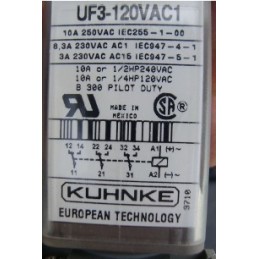 UF3-120VAC1
10A 250VAC IEC255-1-00
6,3A 230VAC AC1 IEC947-4-1
3A 230VAC AC15 IEC947-5-1
10A or 1/2HP240VAC
10A or 1/4HP120VAC
B 300 PILOT DUTY
MADE IN
MÉXICO
12 14 22 24 32 34 A1 (+)~
11 21 31 A2 (-)~
KUHNKE
3710
EUROPEAN TECHNOLOGY